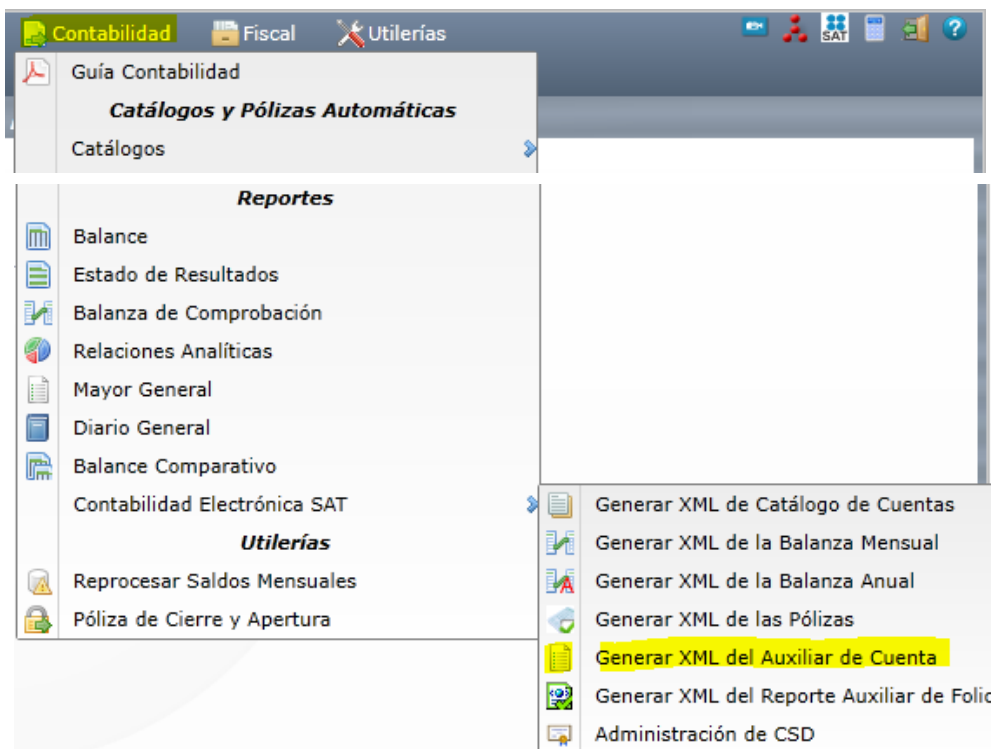 Contabilidad Fiscal Utilerías SAT
Guía Contabilidad
Catálogos y Pólizas Automáticas
Catálogos
Reportes
Balance
Estado de Resultados
Balanza de Comprobación
Relaciones Analíticas
Mayor General
Diario General
Balance Comparativo
Contabilidad Electrónica SAT
Generar XML de Catálogo de Cuentas
Utilerías
Generar XML de la Balanza Mensual
Reprocesar Saldos Mensuales
Generar XML de la Balanza Anual
Póliza de Cierre y Apertura
Generar XML de las Pólizas
Generar XML del Auxiliar de Cuenta
Generar XML del Reporte Auxiliar de Folio
Administración de CSD